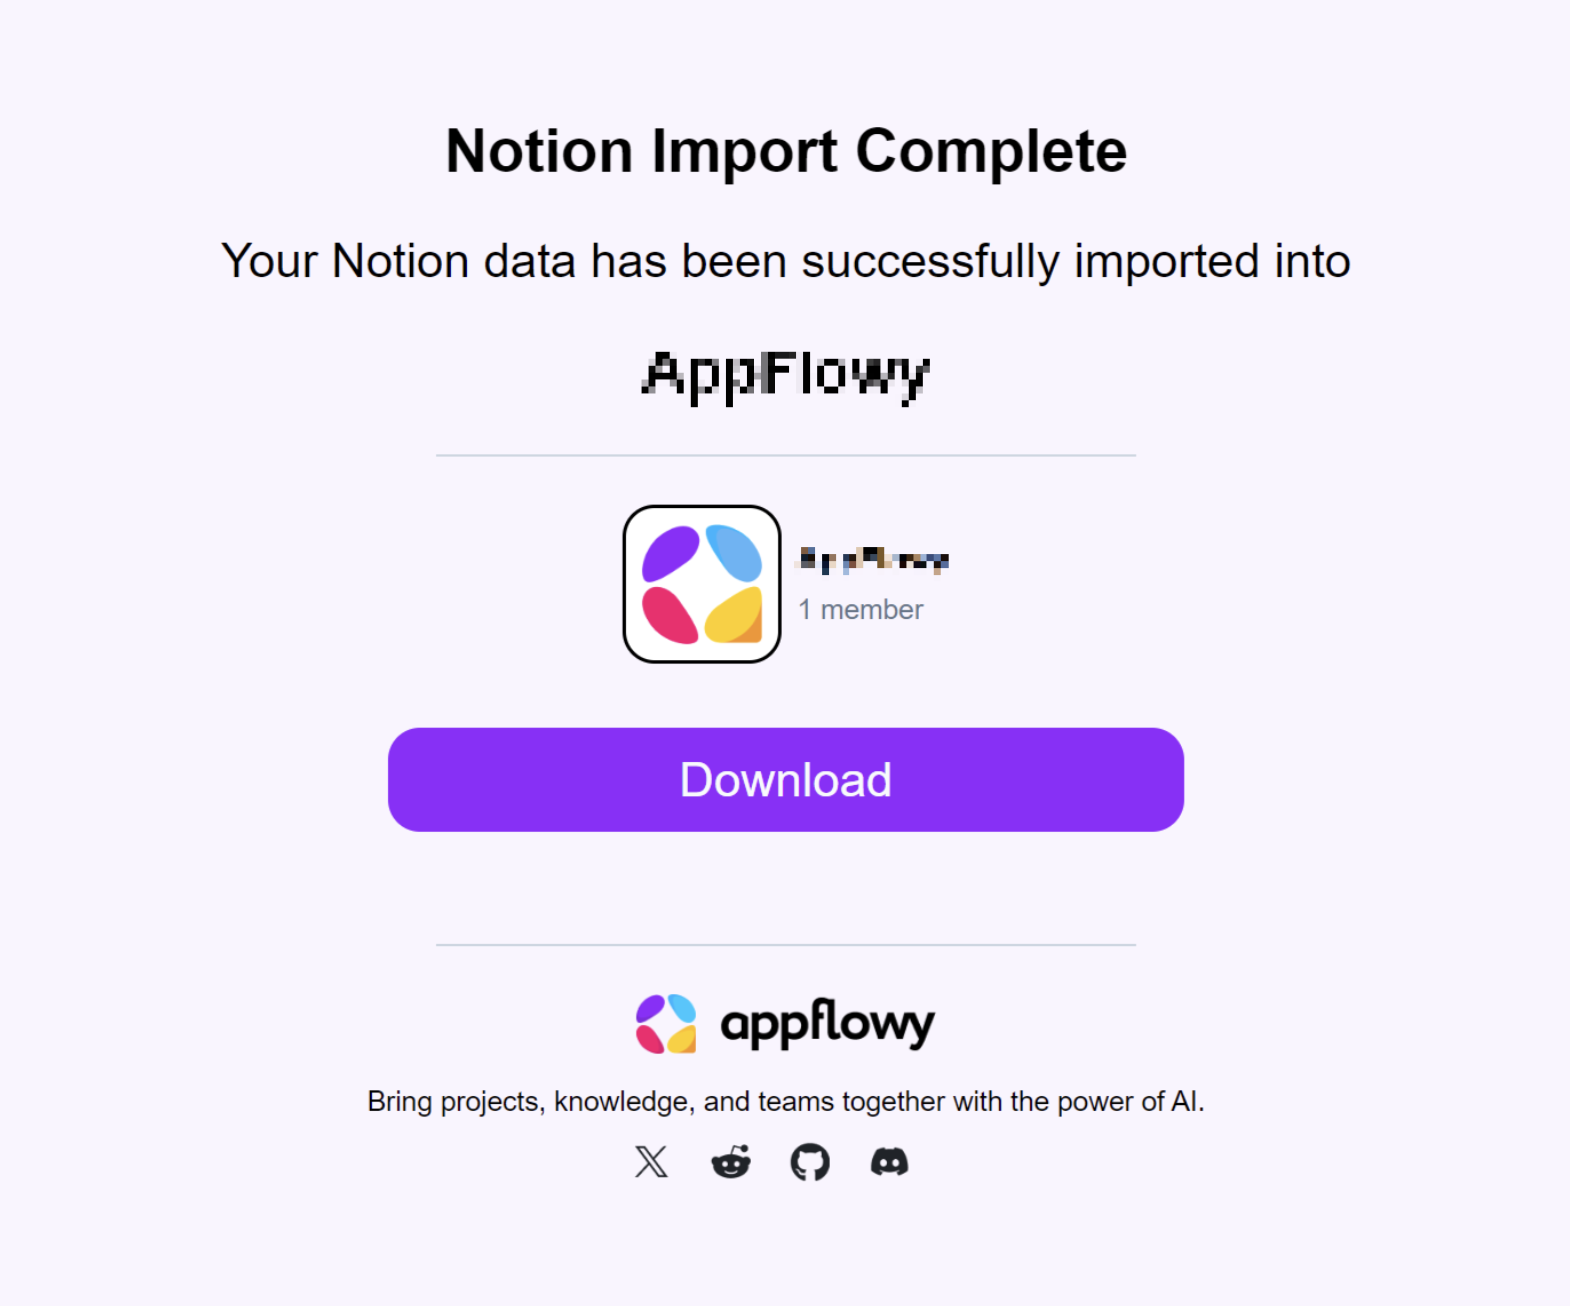 Notion Import Complete
Your Notion data has been successfully imported into
AppFlowy
AppFlowy
1 member
Download
appflowy
Bring projects, knowledge, and teams together with the power of AI.